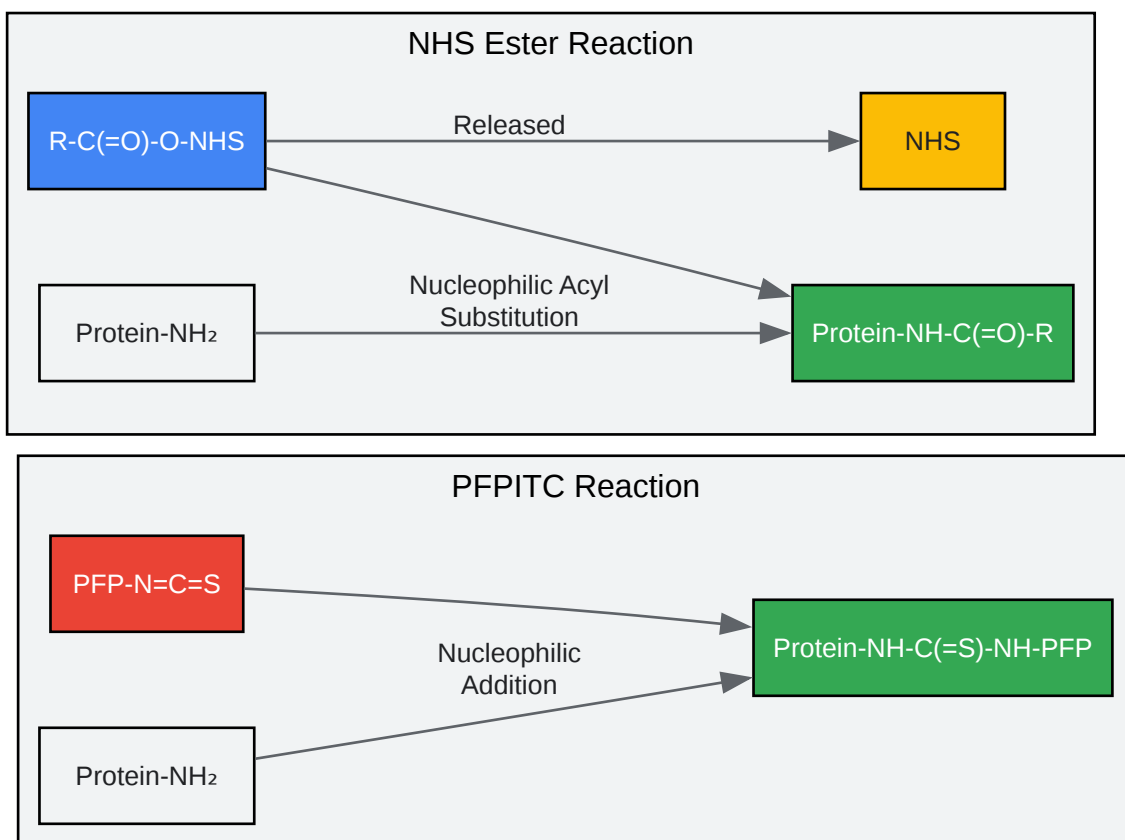 NHS Ester Reaction
R-C(=O)-O-NHS
Released
NHS
Nucleophilic Acyl
Substitution
Protein-NH₂
Protein-NH-C(=O)-R
PFPITC Reaction
PFP-N=C=S
Nucleophilic
Addition
Protein-NH-C(=S)-NH-PFP
Protein-NH₂